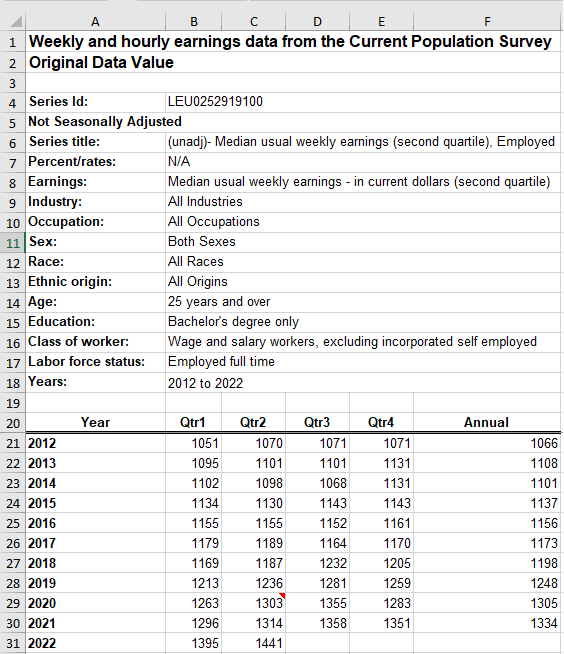 A B C D E F
1 Weekly and hourly earnings data from the Current Population Survey
2 Original Data Value
3
4 Series Id: LEU0252919100
5 Not Seasonally Adjusted
6 Series title: (unadj)- Median usual weekly earnings (second quartile), Employed
7 Percent/rates: N/A
8 Earnings: Median usual weekly earnings - in current dollars (second quartile)
9 Industry: All Industries
10 Occupation: All Occupations
11 Sex: Both Sexes
12 Race: All Races
13 Ethnic origin: All Origins
14 Age: 25 years and over
15 Education: Bachelor's degree only
16 Class of worker: Wage and salary workers, excluding incorporated self employed
17 Labor force status: Employed full time
18 Years: 2012 to 2022
19
20 Year Qtr1 Qtr2 Qtr3 Qtr4 Annual
21 2012 1051 1070 1071 1071 1066
22 2013 1095 1101 1101 1131 1108
23 2014 1102 1098 1068 1131 1101
24 2015 1134 1130 1143 1143 1137
25 2016 1155 1155 1152 1161 1156
26 2017 1179 1189 1164 1170 1173
27 2018 1169 1187 1232 1205 1198
28 2019 1213 1236 1281 1259 1248
29 2020 1263 1303 1355 1283 1305
30 2021 1296 1314 1358 1351 1334
31 2022 1395 1441